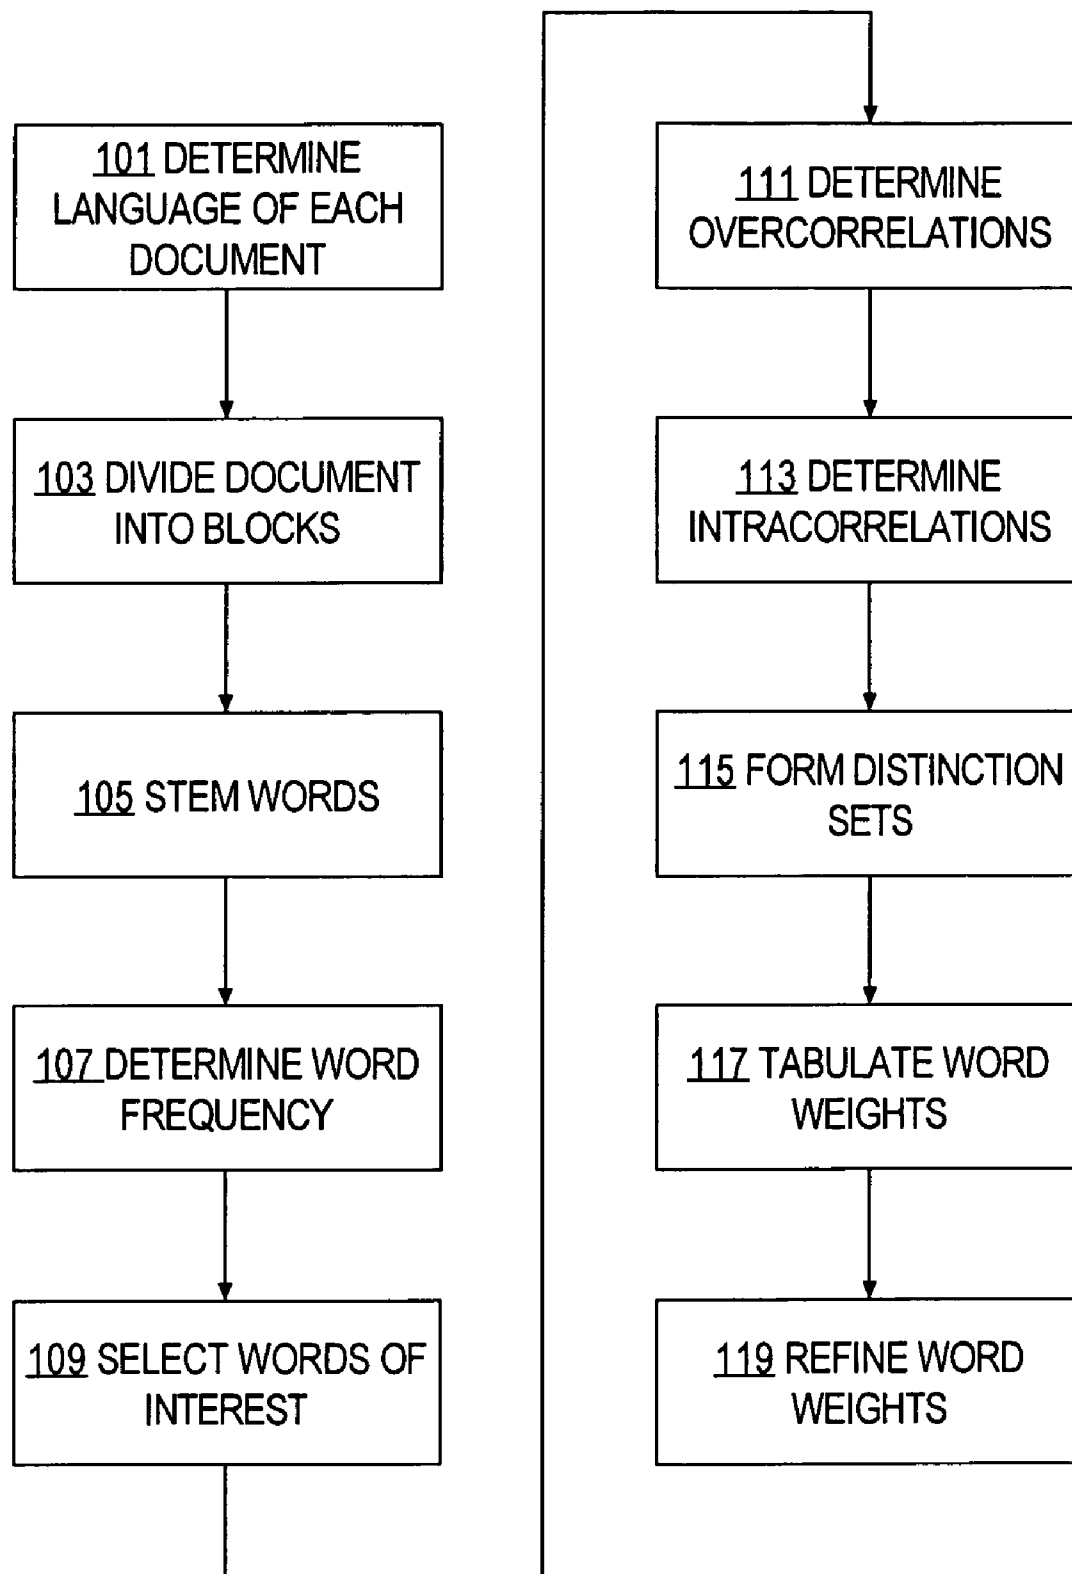 101 DETERMINE
LANGUAGE OF EACH
DOCUMENT
103 DIVIDE DOCUMENT
INTO BLOCKS
105 STEM WORDS
107 DETERMINE WORD
FREQUENCY
109 SELECT WORDS OF
INTEREST
111 DETERMINE
OVERCORRELATIONS
113 DETERMINE
INTRACORRELATIONS
115 FORM DISTINCTION
SETS
117 TABULATE WORD
WEIGHTS
119 REFINE WORD
WEIGHTS